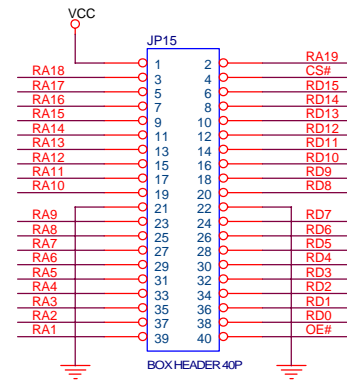 VCC
JP15
1 2 RA19
RA18 3 4 CS#
RA17 5 6 RD15
RA16 7 8 RD14
RA15 9 10 RD13
RA14 11 12 RD12
RA13 13 14 RD11
RA12 15 16 RD10
RA11 17 18 RD9
RA10 19 20 RD8
21 22
RA9 23 24 RD7
RA8 25 26 RD6
RA7 27 28 RD5
RA6 29 30 RD4
RA5 31 32 RD3
RA4 33 34 RD2
RA3 35 36 RD1
RA2 37 38 RD0
RA1 39 40 OE#
BOX HEADER 40P